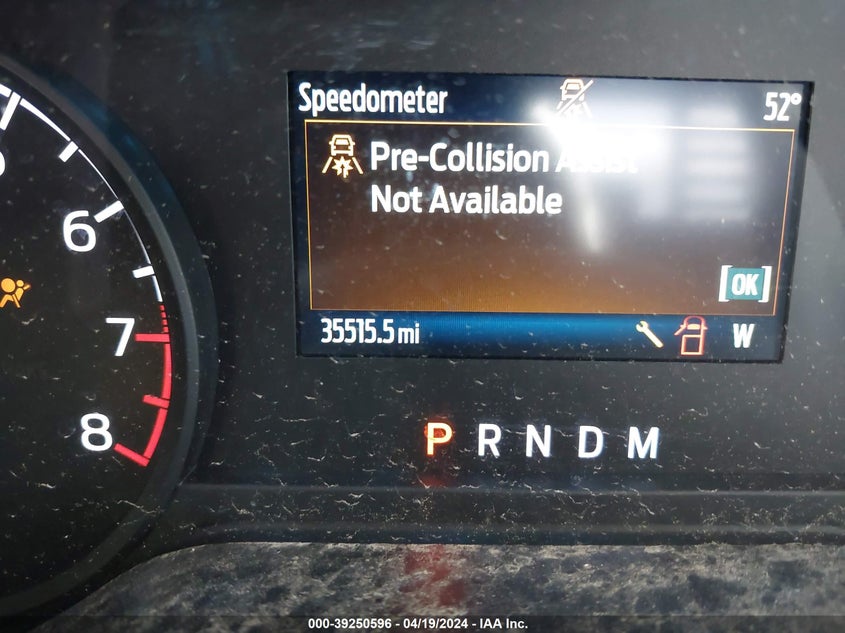 Speedometer
52°
Pre-Collision Assist
Not Available
[OK]
35515.5 mi
W
6
7
8
P R N D M
000-39250596 - 04/19/2024 - IAA Inc.